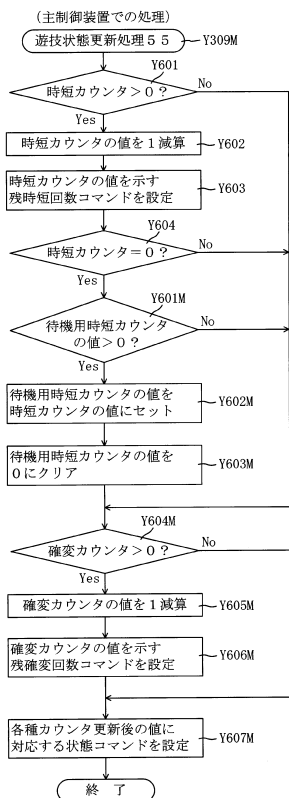 (主制御装置での処理)
遊技状態更新処理55
Y309M
Y601
時短カウンタ>0?
No
Yes
時短カウンタの値を1減算
Y602
時短カウンタの値を示す
残時短回数コマンドを設定
Y603
Y604
時短カウンタ=0?
No
Yes
Y601M
待機用時短カウンタ
の値>0?
No
Yes
待機用時短カウンタの値を
時短カウンタの値にセット
Y602M
待機用時短カウンタの値を
0にクリア
Y603M
Y604M
確変カウンタ>0?
No
Yes
確変カウンタの値を1減算
Y605M
確変カウンタの値を示す
残確変回数コマンドを設定
Y606M
各種カウンタ更新後の値に
対応する状態コマンドを設定
Y607M
終 了